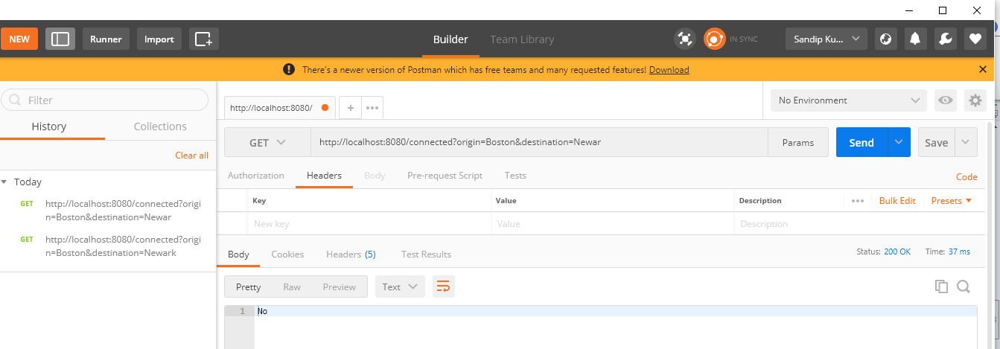 NEW Runner Import Builder Team Library IN SYNC Sandip Ku...
There's a newer version of Postman which has free teams and many requested features! Download
Filter
History Collections
Clear all
Today
GET http://localhost:8080/connected?origi
n=Boston&destination=Newar
GET http://localhost:8080/connected?origi
n=Boston&destination=Newark
http://localhost:8080/ + •••
No Environment
GET http://localhost:8080/connected?origin=Boston&destination=Newar Params Send Save
Authorization Headers Body Pre-request Script Tests Code
Key Value Description ••• Bulk Edit Presets
New key Value Description
Body Cookies Headers (5) Test Results Status: 200 OK Time: 37 ms
Pretty Raw Preview Text
1 No